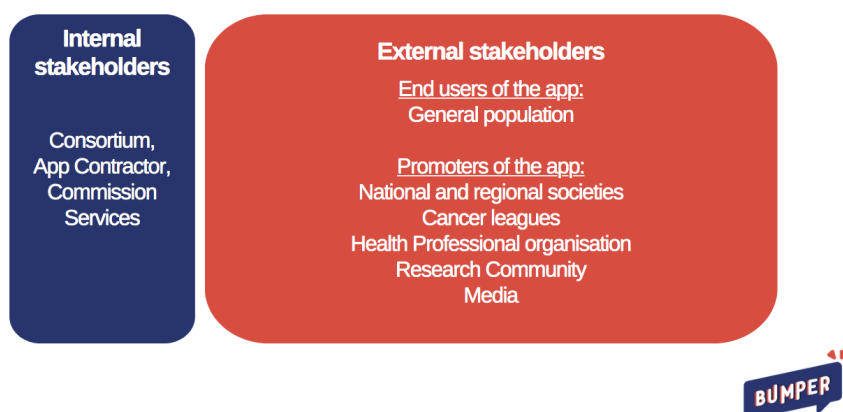 Internal
stakeholders
Consortium,
App Contractor,
Commission
Services
External stakeholders
End users of the app:
General population
Promoters of the app:
National and regional societies
Cancer leagues
Health Professional organisation
Research Community
Media
BUMPER